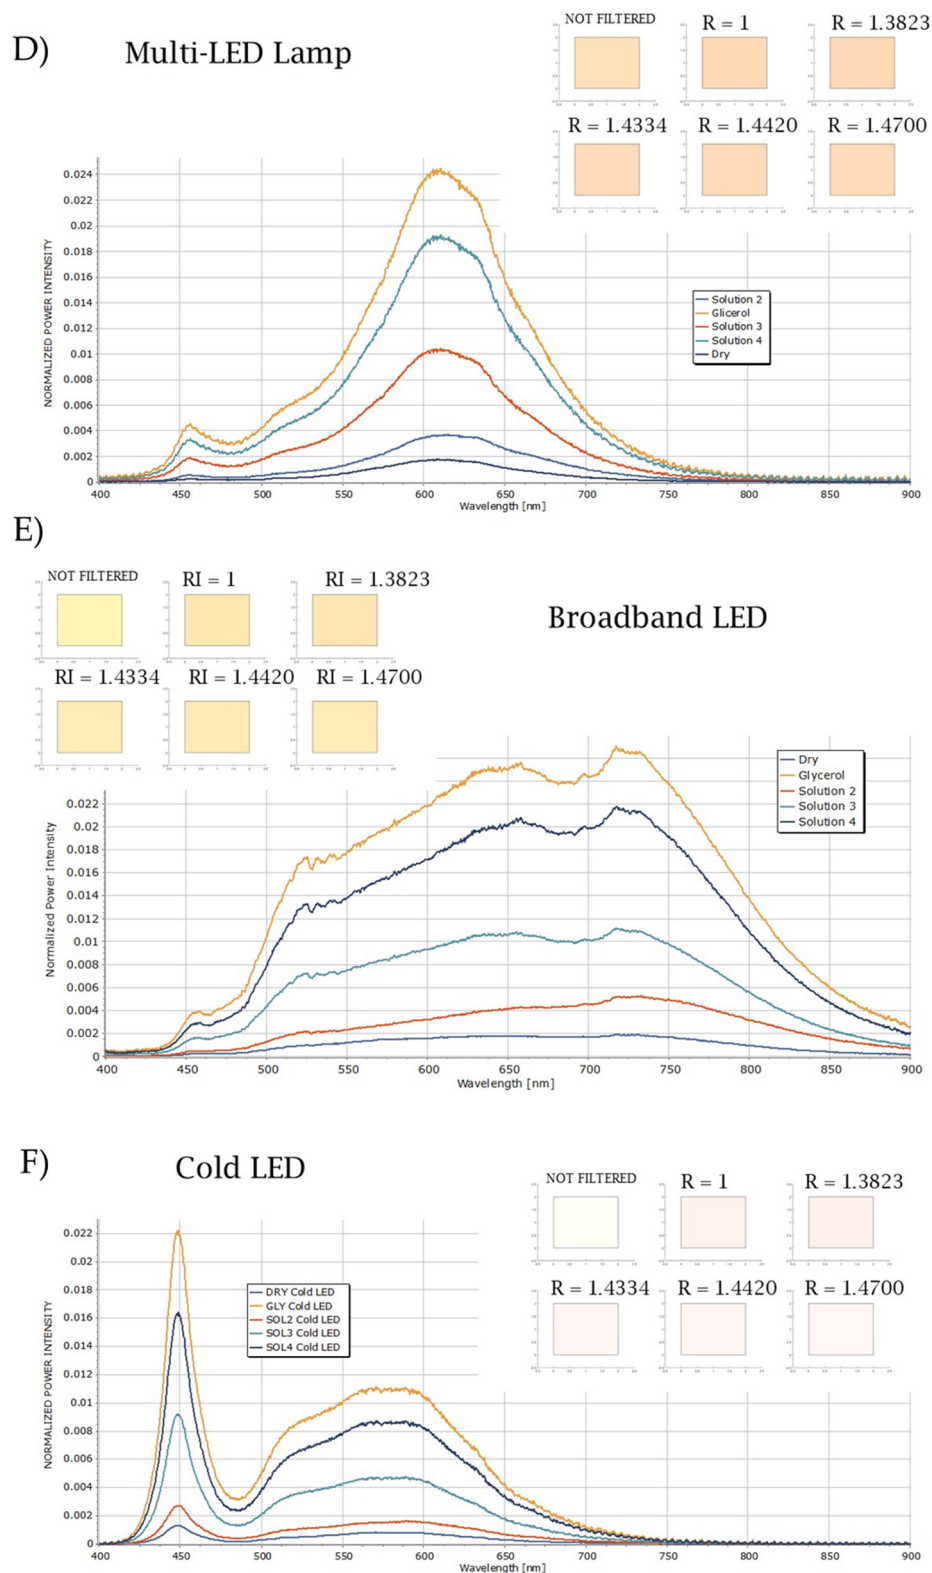 D)
Multi-LED Lamp
NOT FILTERED
R = 1
R = 1.3823
R = 1.4334
R = 1.4420
R = 1.4700
NORMALIZED POWER INTENSITY
0.024
0.022
0.02
0.018
0.016
0.014
0.012
0.01
0.008
0.006
0.004
0.002
0
Solution 2
Glicerol
Solution 3
Solution 4
Dry
400 450 500 550 600 650 700 750 800 850 900
Wavelength [nm]
E)
NOT FILTERED
RI = 1
RI = 1.3823
RI = 1.4334
RI = 1.4420
RI = 1.4700
Broadband LED
Normalized Power Intensity
0.022
0.02
0.018
0.016
0.014
0.012
0.01
0.008
0.006
0.004
0.002
0
Dry
Glycerol
Solution 2
Solution 3
Solution 4
400 450 500 550 600 650 700 750 800 850 900
Wavelength [nm]
F)
Cold LED
NOT FILTERED
R = 1
R = 1.3823
R = 1.4334
R = 1.4420
R = 1.4700
NORMALIZED POWER INTENSITY
0.022
0.02
0.018
0.016
0.014
0.012
0.01
0.008
0.006
0.004
0.002
0
DRY Cold LED
GLY Cold LED
SOL2 Cold LED
SOL3 Cold LED
SOL4 Cold LED
400 450 500 550 600 650 700 750 800 850 900
Wavelength [nm]